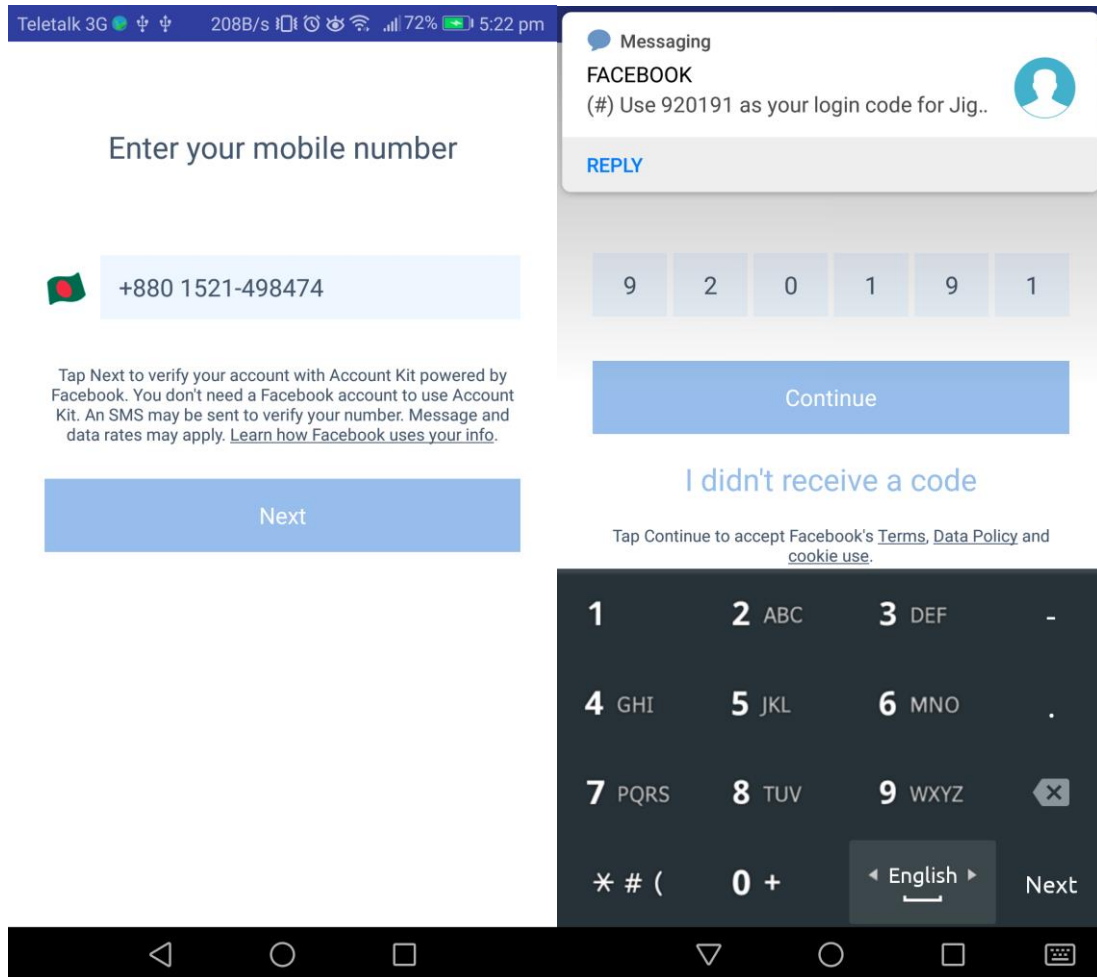 Teletalk 3G 208B/s 72% 5:22 pm
Enter your mobile number
+880 1521-498474
Tap Next to verify your account with Account Kit powered by
Facebook. You don't need a Facebook account to use Account
Kit. An SMS may be sent to verify your number. Message and
data rates may apply. Learn how Facebook uses your info.
Next
Messaging
FACEBOOK
(#) Use 920191 as your login code for Jig..
REPLY
9 2 0 1 9 1
Continue
I didn't receive a code
Tap Continue to accept Facebook's Terms, Data Policy and
cookie use.
1 2 ABC 3 DEF -
4 GHI 5 JKL 6 MNO .
7 PQRS 8 TUV 9 WXYZ
* # ( 0 + English Next